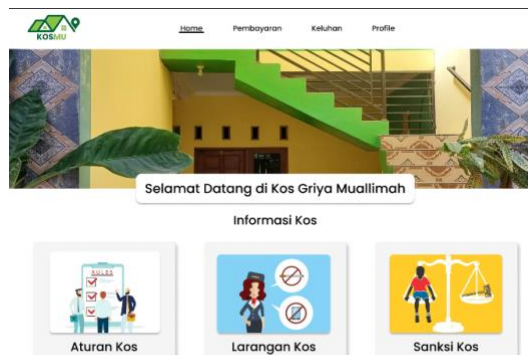 KOSMU
Home Pembayaran Keluhan Profile
Selamat Datang di Kos Griya Muallimah
Informasi Kos
RULES
Aturan Kos
Larangan Kos
Sanksi Kos